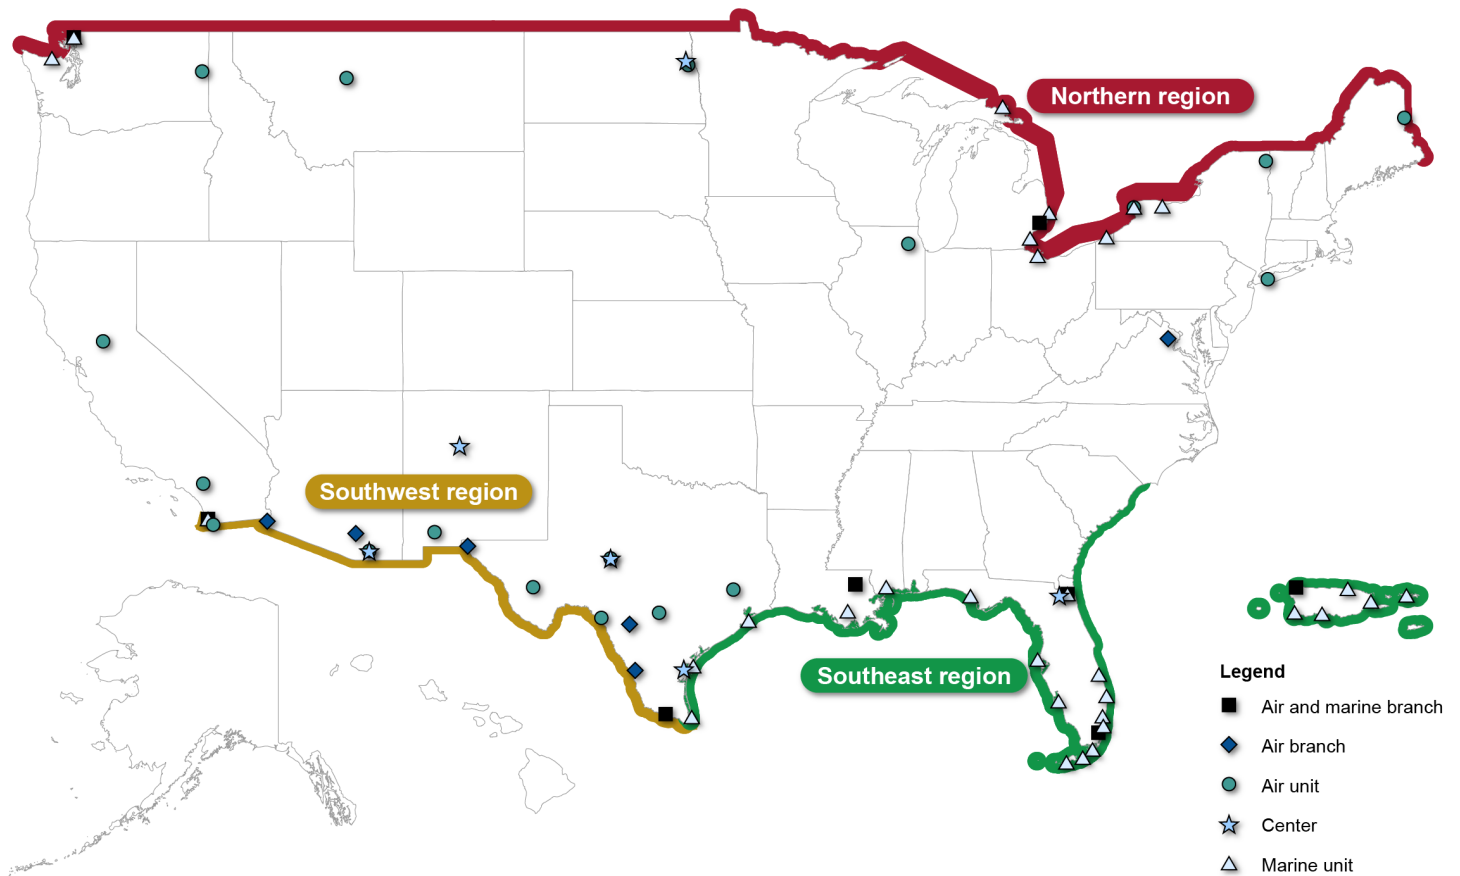 Northern region
Southwest region
Southeast region
Legend
Air and marine branch
Air branch
Air unit
Center
Marine unit